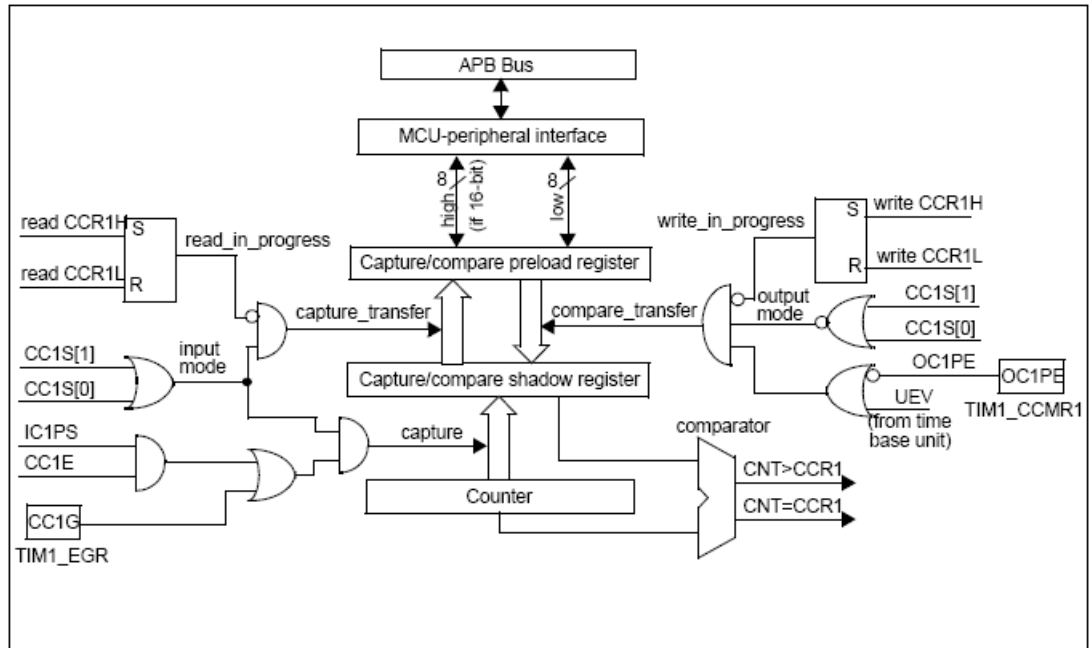 APB Bus
MCU-peripheral interface
8
high
(if 16-bit)
8
low
read CCR1H
S
read_in_progress
read CCR1L
R
write_in_progress
S
write CCR1H
R
write CCR1L
Capture/compare preload register
capture_transfer
compare_transfer
output
mode
CC1S[1]
CC1S[0]
CC1S[1]
CC1S[0]
input
mode
Capture/compare shadow register
OC1PE
OC1PE
UEV
(from time
base unit)
TIM1_CCMR1
IC1PS
CC1E
capture
comparator
CNT>CCR1
CNT=CCR1
Counter
CC1G
TIM1_EGR